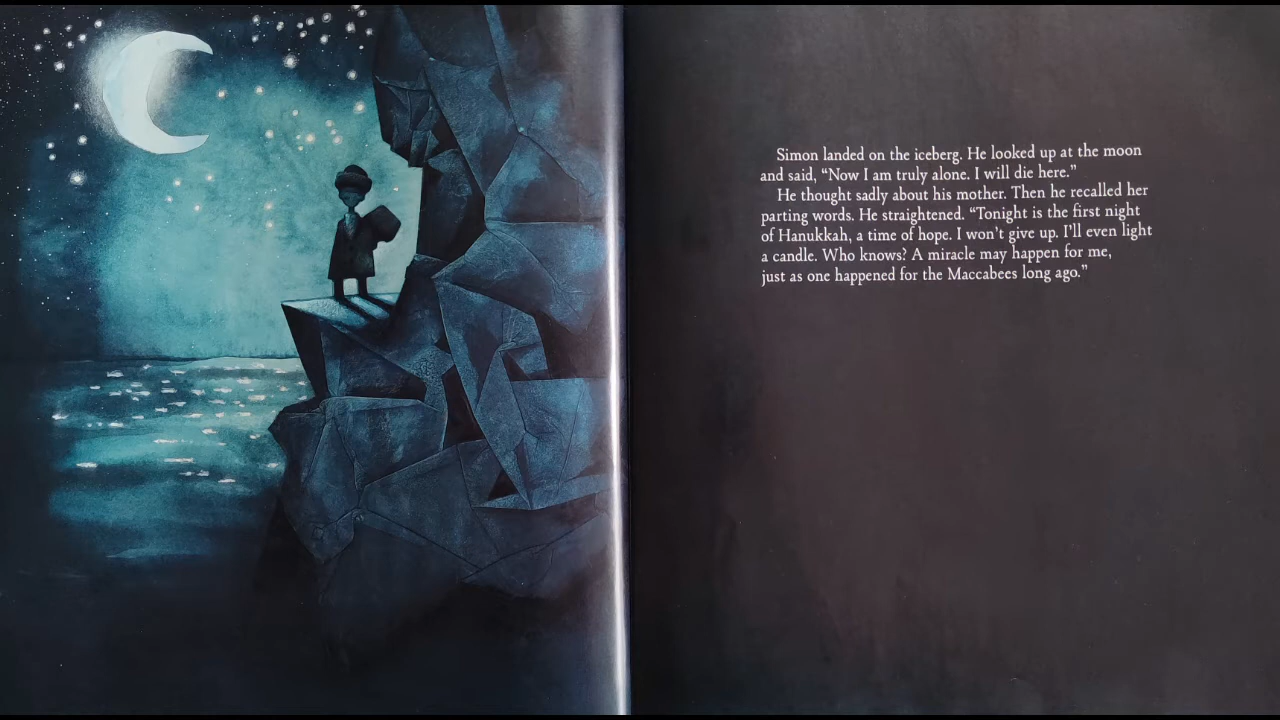 Simon landed on the iceberg. He looked up at the moon
and said, “Now I am truly alone. I will die here.”
He thought sadly about his mother. Then he recalled her
parting words. He straightened. “Tonight is the first night
of Hanukkah, a time of hope. I won’t give up. I’ll even light
a candle. Who knows? A miracle may happen for me,
just as one happened for the Maccabees long ago.”